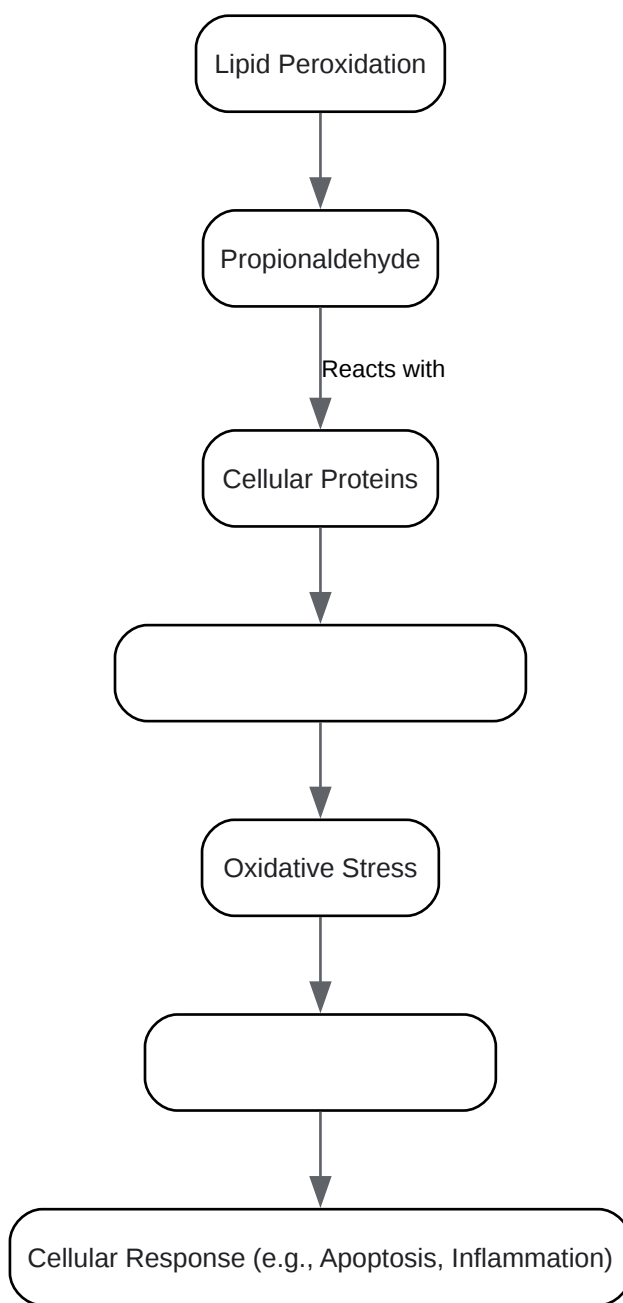 Lipid Peroxidation
Propionaldehyde
Reacts with
Cellular Proteins
Oxidative Stress
Cellular Response (e.g., Apoptosis, Inflammation)